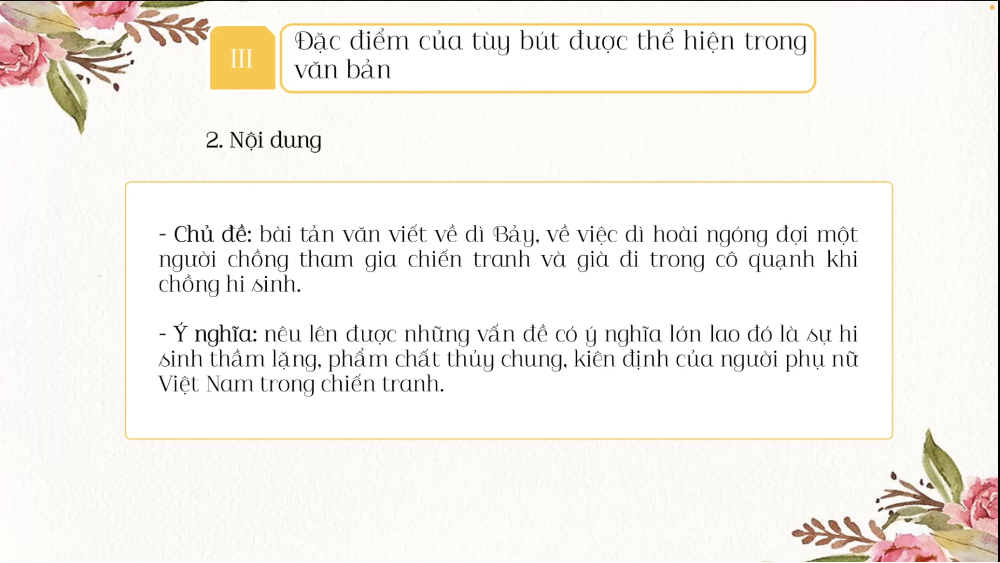 III
Đặc điểm của tùy bút được thể hiện trong
văn bản
2. Nội dung
- Chủ đề: bài tản văn viết về dì Bảy, về việc dì hoài ngóng đợi một
người chồng tham gia chiến tranh và già đi trong cô quạnh khi
chồng hi sinh.
- Ý nghĩa: nêu lên được những vấn đề có ý nghĩa lớn lao đó là sự hi
sinh thầm lặng, phẩm chất thủy chung, kiên định của người phụ nữ
Việt Nam trong chiến tranh.